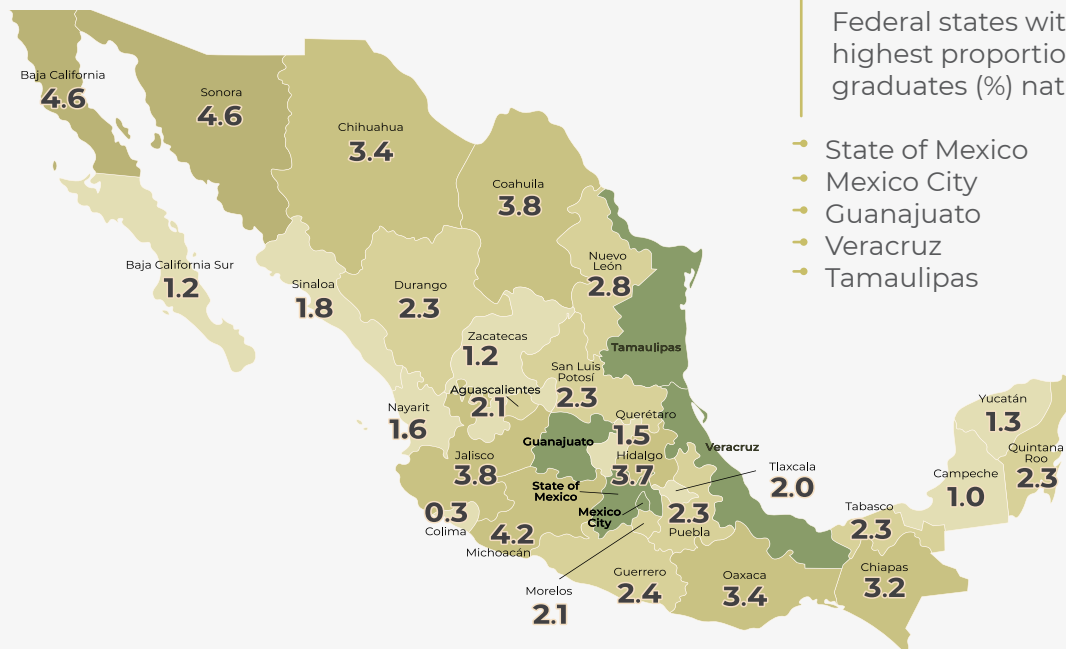 Federal states
highest
graduates (%)
State of Mexico
Mexico City
Guanajuato
Veracruz
Tamaulipas
Baja California
4.6
Sonora
4.6
Chihuahua
3.4
Coahuila
3.8
Nuevo
León
2.8
Baja California Sur
1.2
Sinaloa
1.8
Durango
2.3
Zacatecas
1.2
Tamaulipas
San Luis
Potosí
2.3
Aguascalientes
2.1
Nayarit
1.6
Querétaro
1.5
Guanajuato
Veracruz
Hidalgo
3.7
Jalisco
3.8
Tlaxcala
2.0
State of
Mexico
Mexico
City
0.3
Colima
4.2
Michoacán
2.3
Puebla
Morelos
2.1
Guerrero
2.4
Oaxaca
3.4
Chiapas
3.2
Tabasco
2.3
Campeche
1.0
Yucatán
1.3
Quintana
Roo
2.3